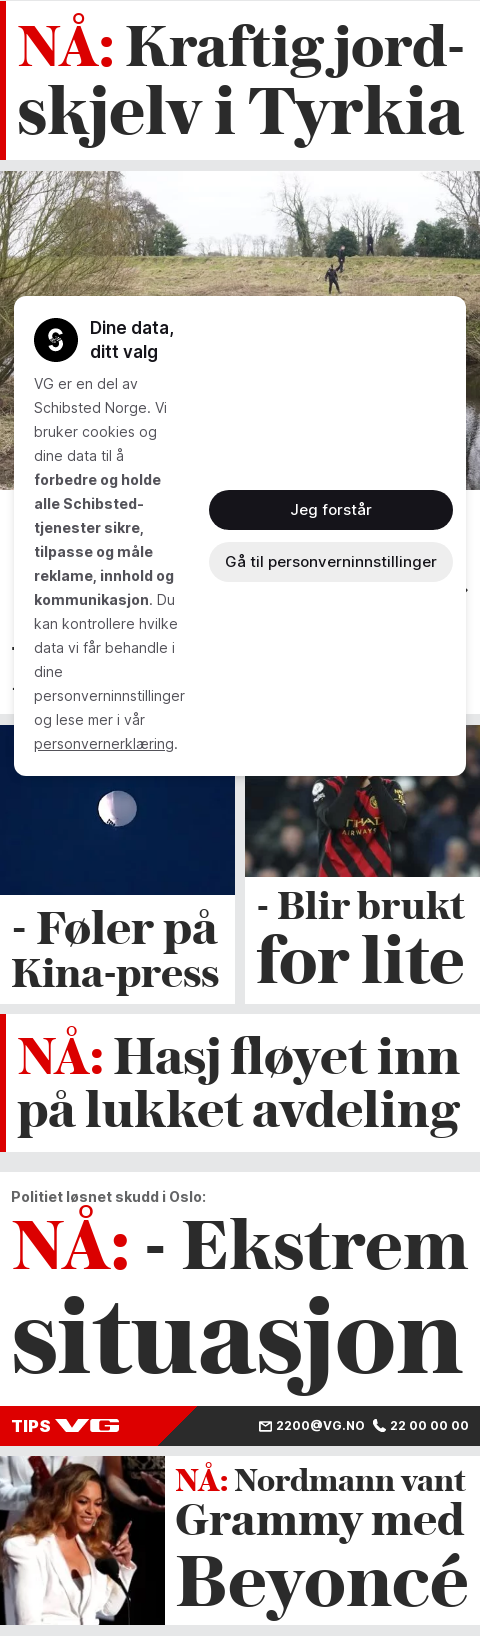 NÅ: Kraftig jord-
skjelv i Tyrkia
Dine data,
ditt valg
VG er en del av
Schibsted Norge. Vi
bruker cookies og
dine data til å
forbedre og holde
alle Schibsted-
tjenester sikre,
tilpasse og måle
reklame, innhold og
kommunikasjon. Du
kan kontrollere hvilke
data vi får behandle i
dine
personverninnstillinger
og lese mer i vår
personvernerklæring.
Jeg forstår
Gå til personverninnstillinger
ETIHAD
AIRWAYS
- Føler på
Kina-press
- Blir brukt
for lite
NÅ: Hasj fløyet inn
på lukket avdeling
Politiet løsnet skudd i Oslo:
NÅ: - Ekstrem
situasjon
TIPS VG 2200@VG.NO 22 00 00 00
NÅ: Nordmann vant
Grammy med
Beyoncé